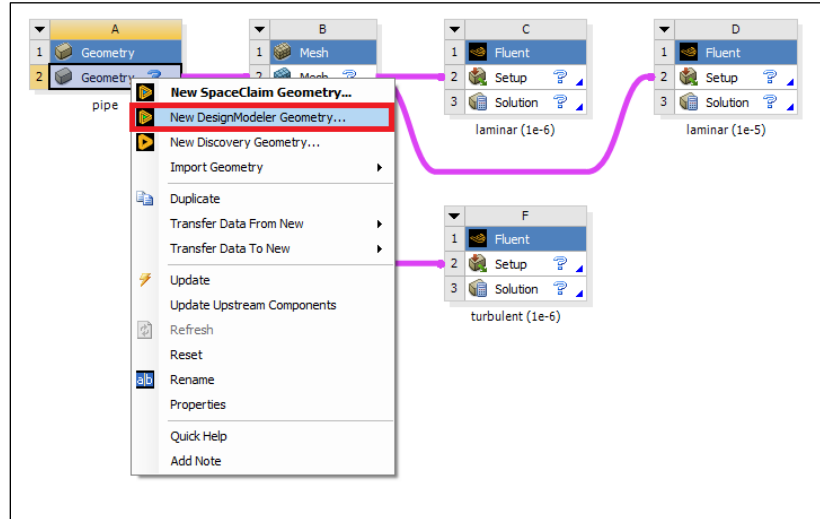 A
1 Geometry
2 Geometry ?
pipe
B
1 Mesh
2 Mesh ?
C
1 Fluent
2 Setup ?
3 Solution ?
laminar (1e-6)
D
1 Fluent
2 Setup ?
3 Solution ?
laminar (1e-5)
New SpaceClaim Geometry...
New DesignModeler Geometry...
New Discovery Geometry...
Import Geometry
Duplicate
Transfer Data From New
Transfer Data To New
Update
Update Upstream Components
Refresh
Reset
a|b Rename
Properties
Quick Help
Add Note
F
1 Fluent
2 Setup ?
3 Solution ?
turbulent (1e-6)